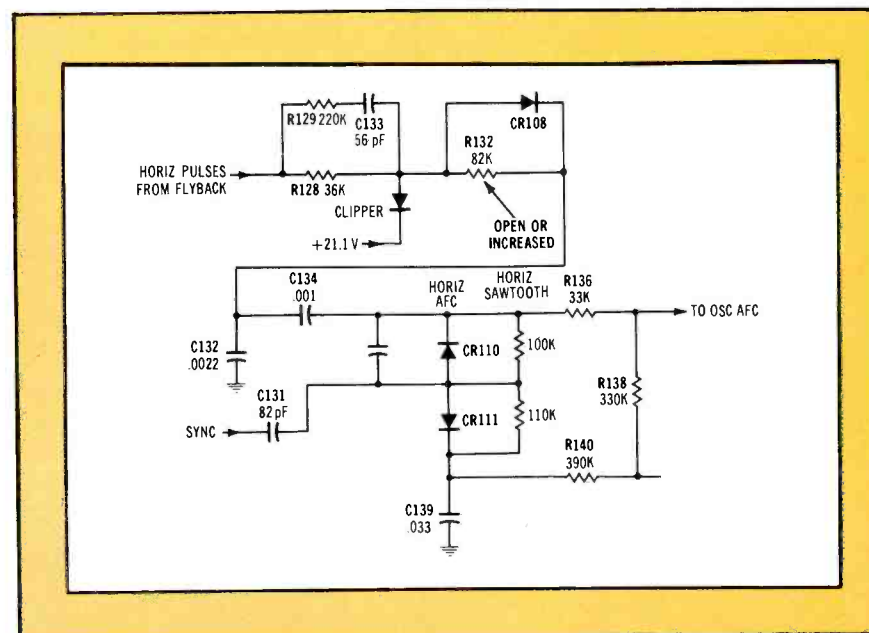 R129 220K
C133
56 pF
CR108
R132
82K
HORIZ PULSES
FROM FLYBACK
R128 36K
CLIPPER
OPEN OR
INCREASED
+21.1 V
C134
.001
HORIZ
AFC
HORIZ
SAWTOOTH
R136
33K
TO OSC AFC
C132
.0022
CR110
100K
R138
330K
C131
82 pF
SYNC
CR111
110K
R140
390K
C139
.033